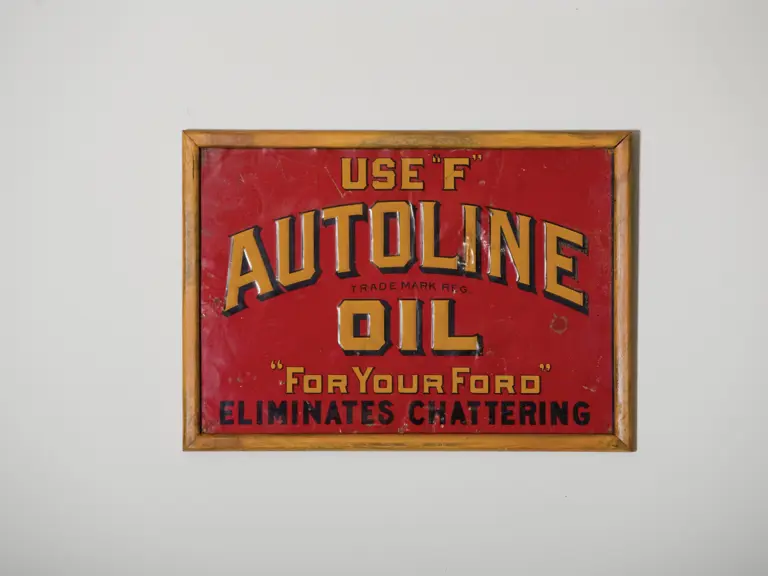 USE "F"
AUTOLINE
TRADE MARK REG.
OIL
"FOR YOUR FORD"
ELIMINATES CHATTERING